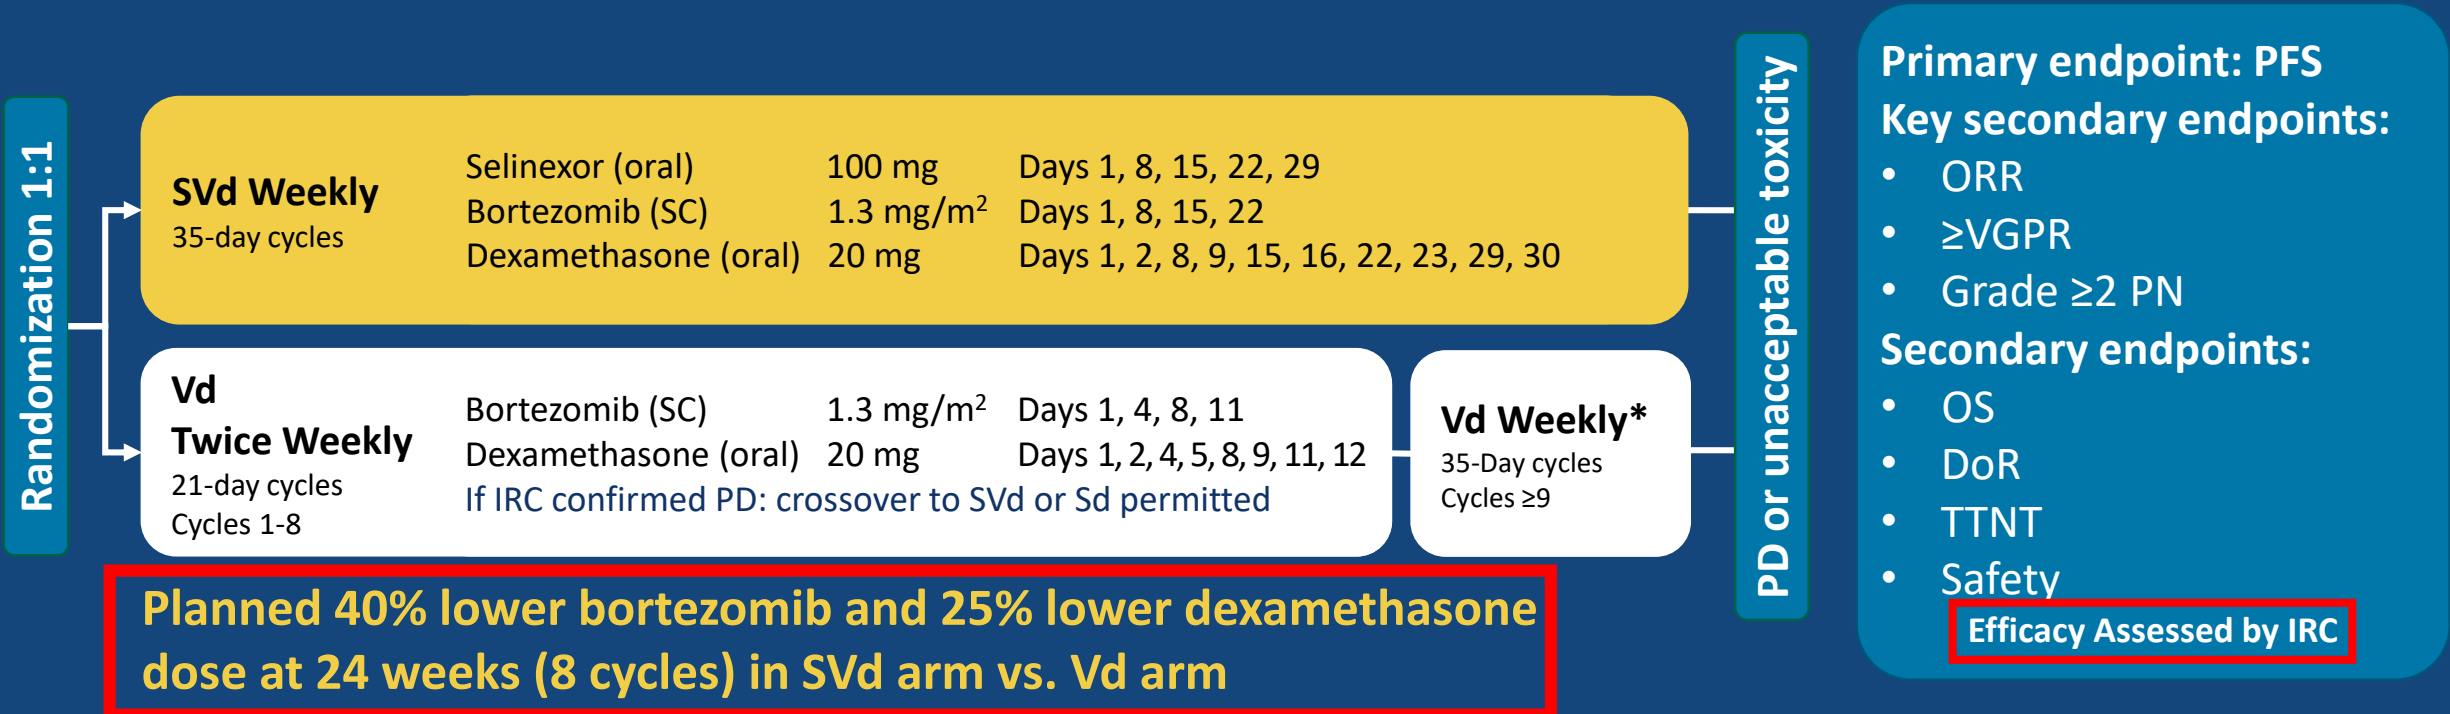 Randomization 1:1
SVd Weekly
35-day cycles
Selinexor (oral) 100 mg Days 1, 8, 15, 22, 29
Bortezomib (SC) 1.3 mg/m² Days 1, 8, 15, 22
Dexamethasone (oral) 20 mg Days 1, 2, 8, 9, 15, 16, 22, 23, 29, 30
Vd
Twice Weekly
21-day cycles
Cycles 1-8
Bortezomib (SC) 1.3 mg/m² Days 1, 4, 8, 11
Dexamethasone (oral) 20 mg Days 1, 2, 4, 5, 8, 9, 11, 12
If IRC confirmed PD: crossover to SVd or Sd permitted
Vd Weekly*
35-Day cycles
Cycles ≥9
PD or unacceptable toxicity
Planned 40% lower bortezomib and 25% lower dexamethasone
dose at 24 weeks (8 cycles) in SVd arm vs. Vd arm
Primary endpoint: PFS
Key secondary endpoints:
• ORR
• ≥VGPR
• Grade ≥2 PN
Secondary endpoints:
• OS
• DoR
• TTNT
• Safety
Efficacy Assessed by IRC